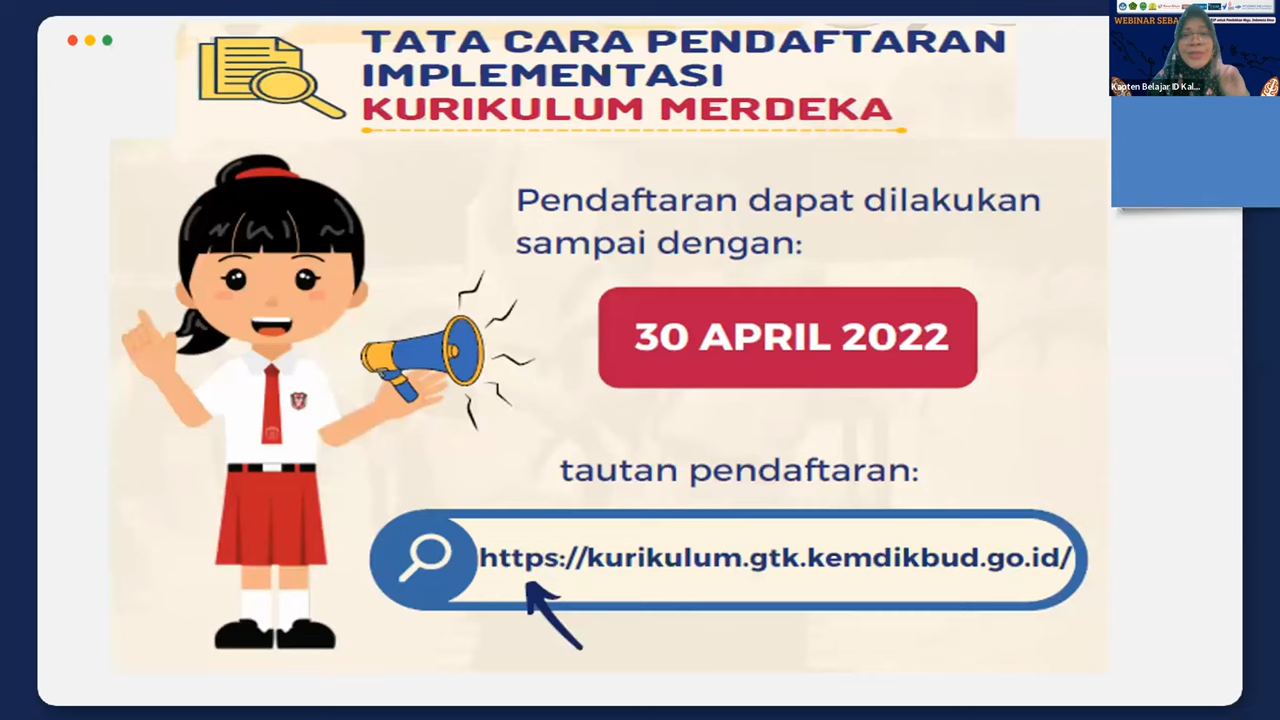 TATA CARA PENDAFTARAN
IMPLEMENTASI
KURIKULUM MERDEKA
Pendaftaran dapat dilakukan
sampai dengan:
30 APRIL 2022
tautan pendaftaran:
https://kurikulum.gtk.kemdikbud.go.id/
WEBINAR SEBA
Kapten Belajar ID Kal...